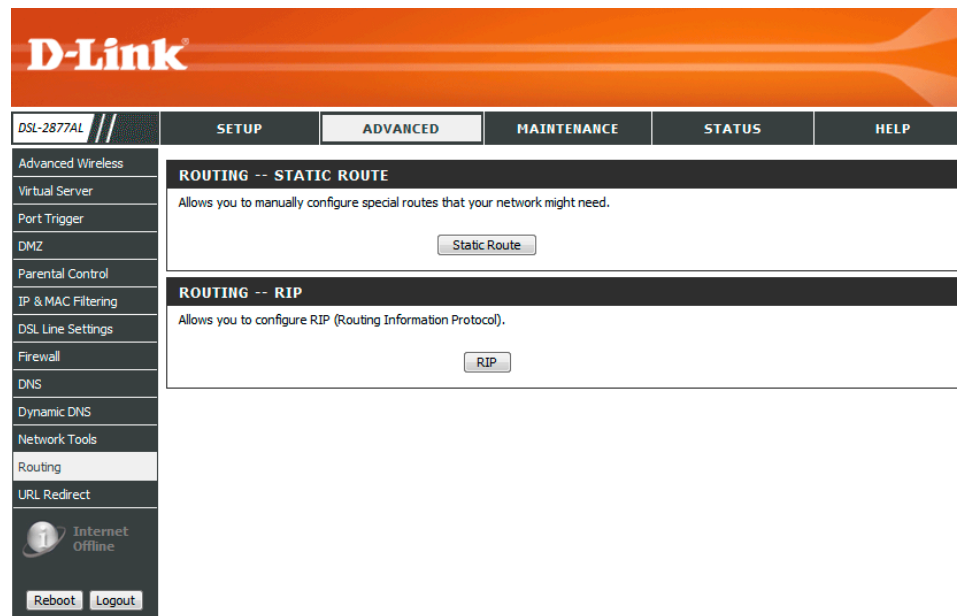 D-Link®
DSL-2877AL
SETUP
ADVANCED
MAINTENANCE
STATUS
HELP
Advanced Wireless
Virtual Server
Port Trigger
DMZ
Parental Control
IP & MAC Filtering
DSL Line Settings
Firewall
DNS
Dynamic DNS
Network Tools
Routing
URL Redirect
Internet
Offline
Reboot
Logout
ROUTING -- STATIC ROUTE
Allows you to manually configure special routes that your network might need.
Static Route
ROUTING -- RIP
Allows you to configure RIP (Routing Information Protocol).
RIP